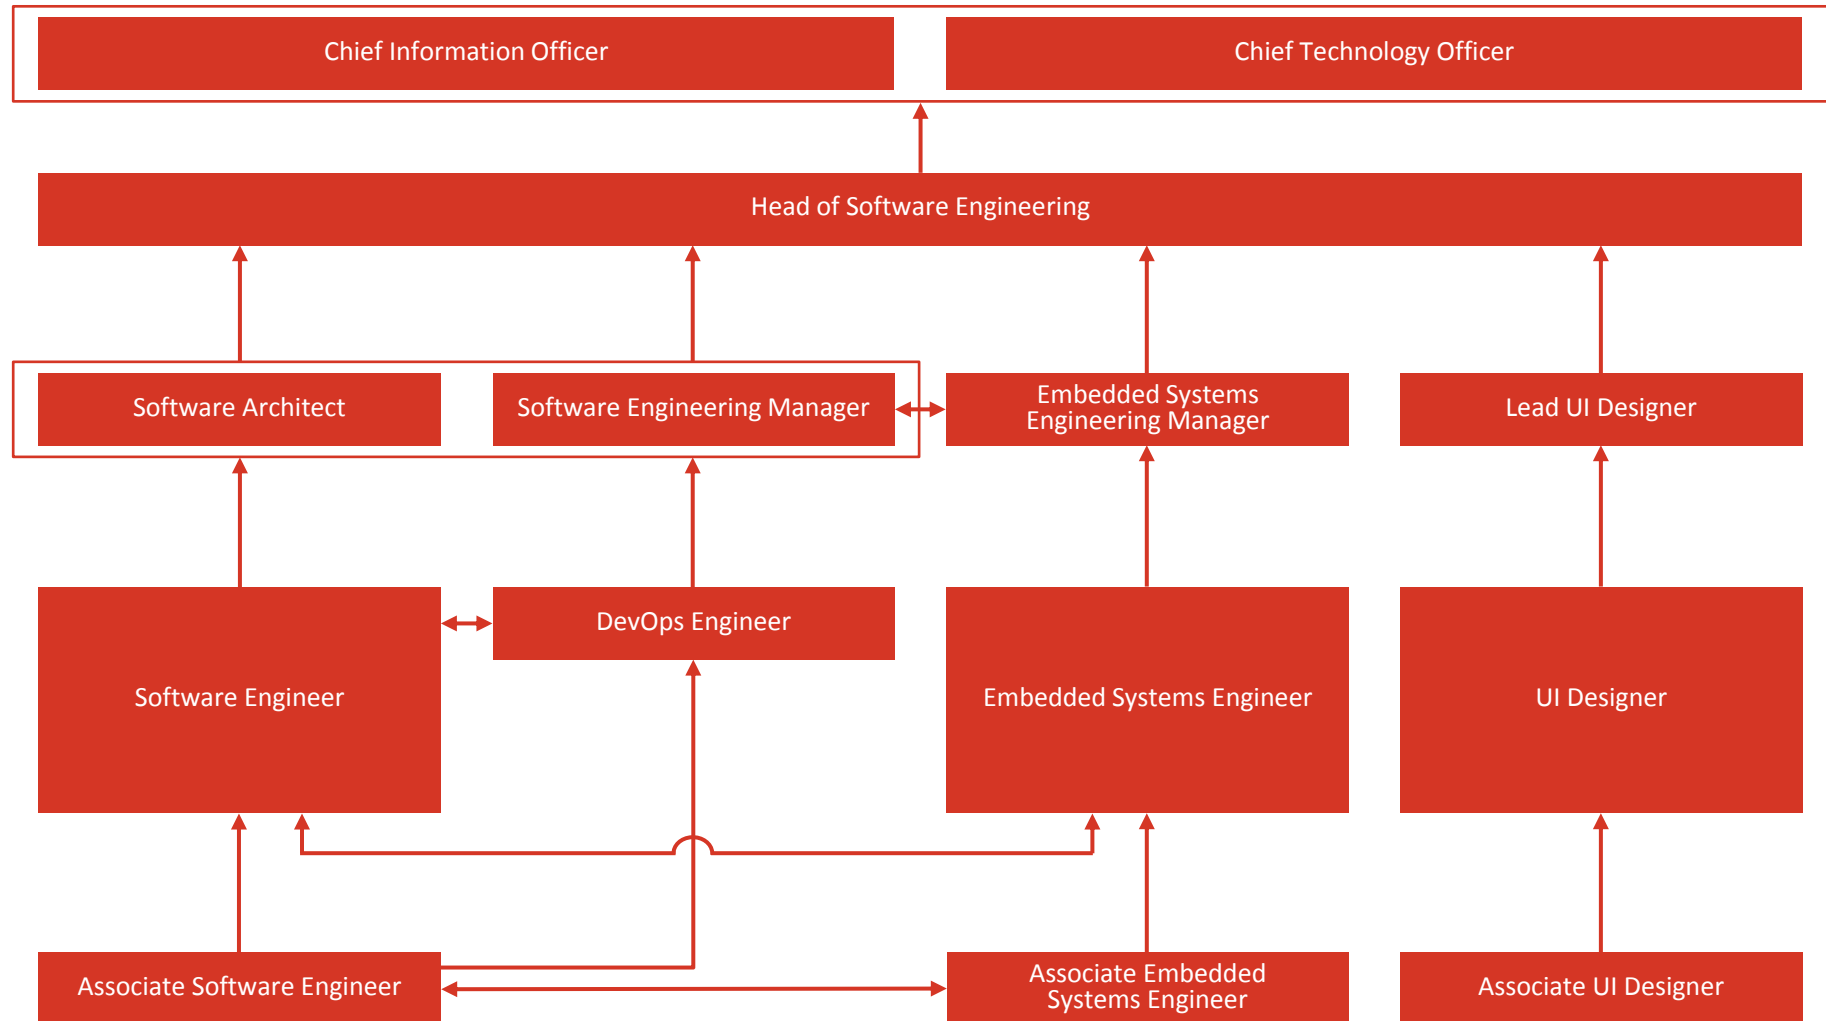 Chief Information Officer
Chief Technology Officer
Head of Software Engineering
Software Architect
Software Engineering Manager
Embedded Systems
Engineering Manager
Lead UI Designer
Software Engineer
DevOps Engineer
Embedded Systems Engineer
UI Designer
Associate Software Engineer
Associate Embedded
Systems Engineer
Associate UI Designer